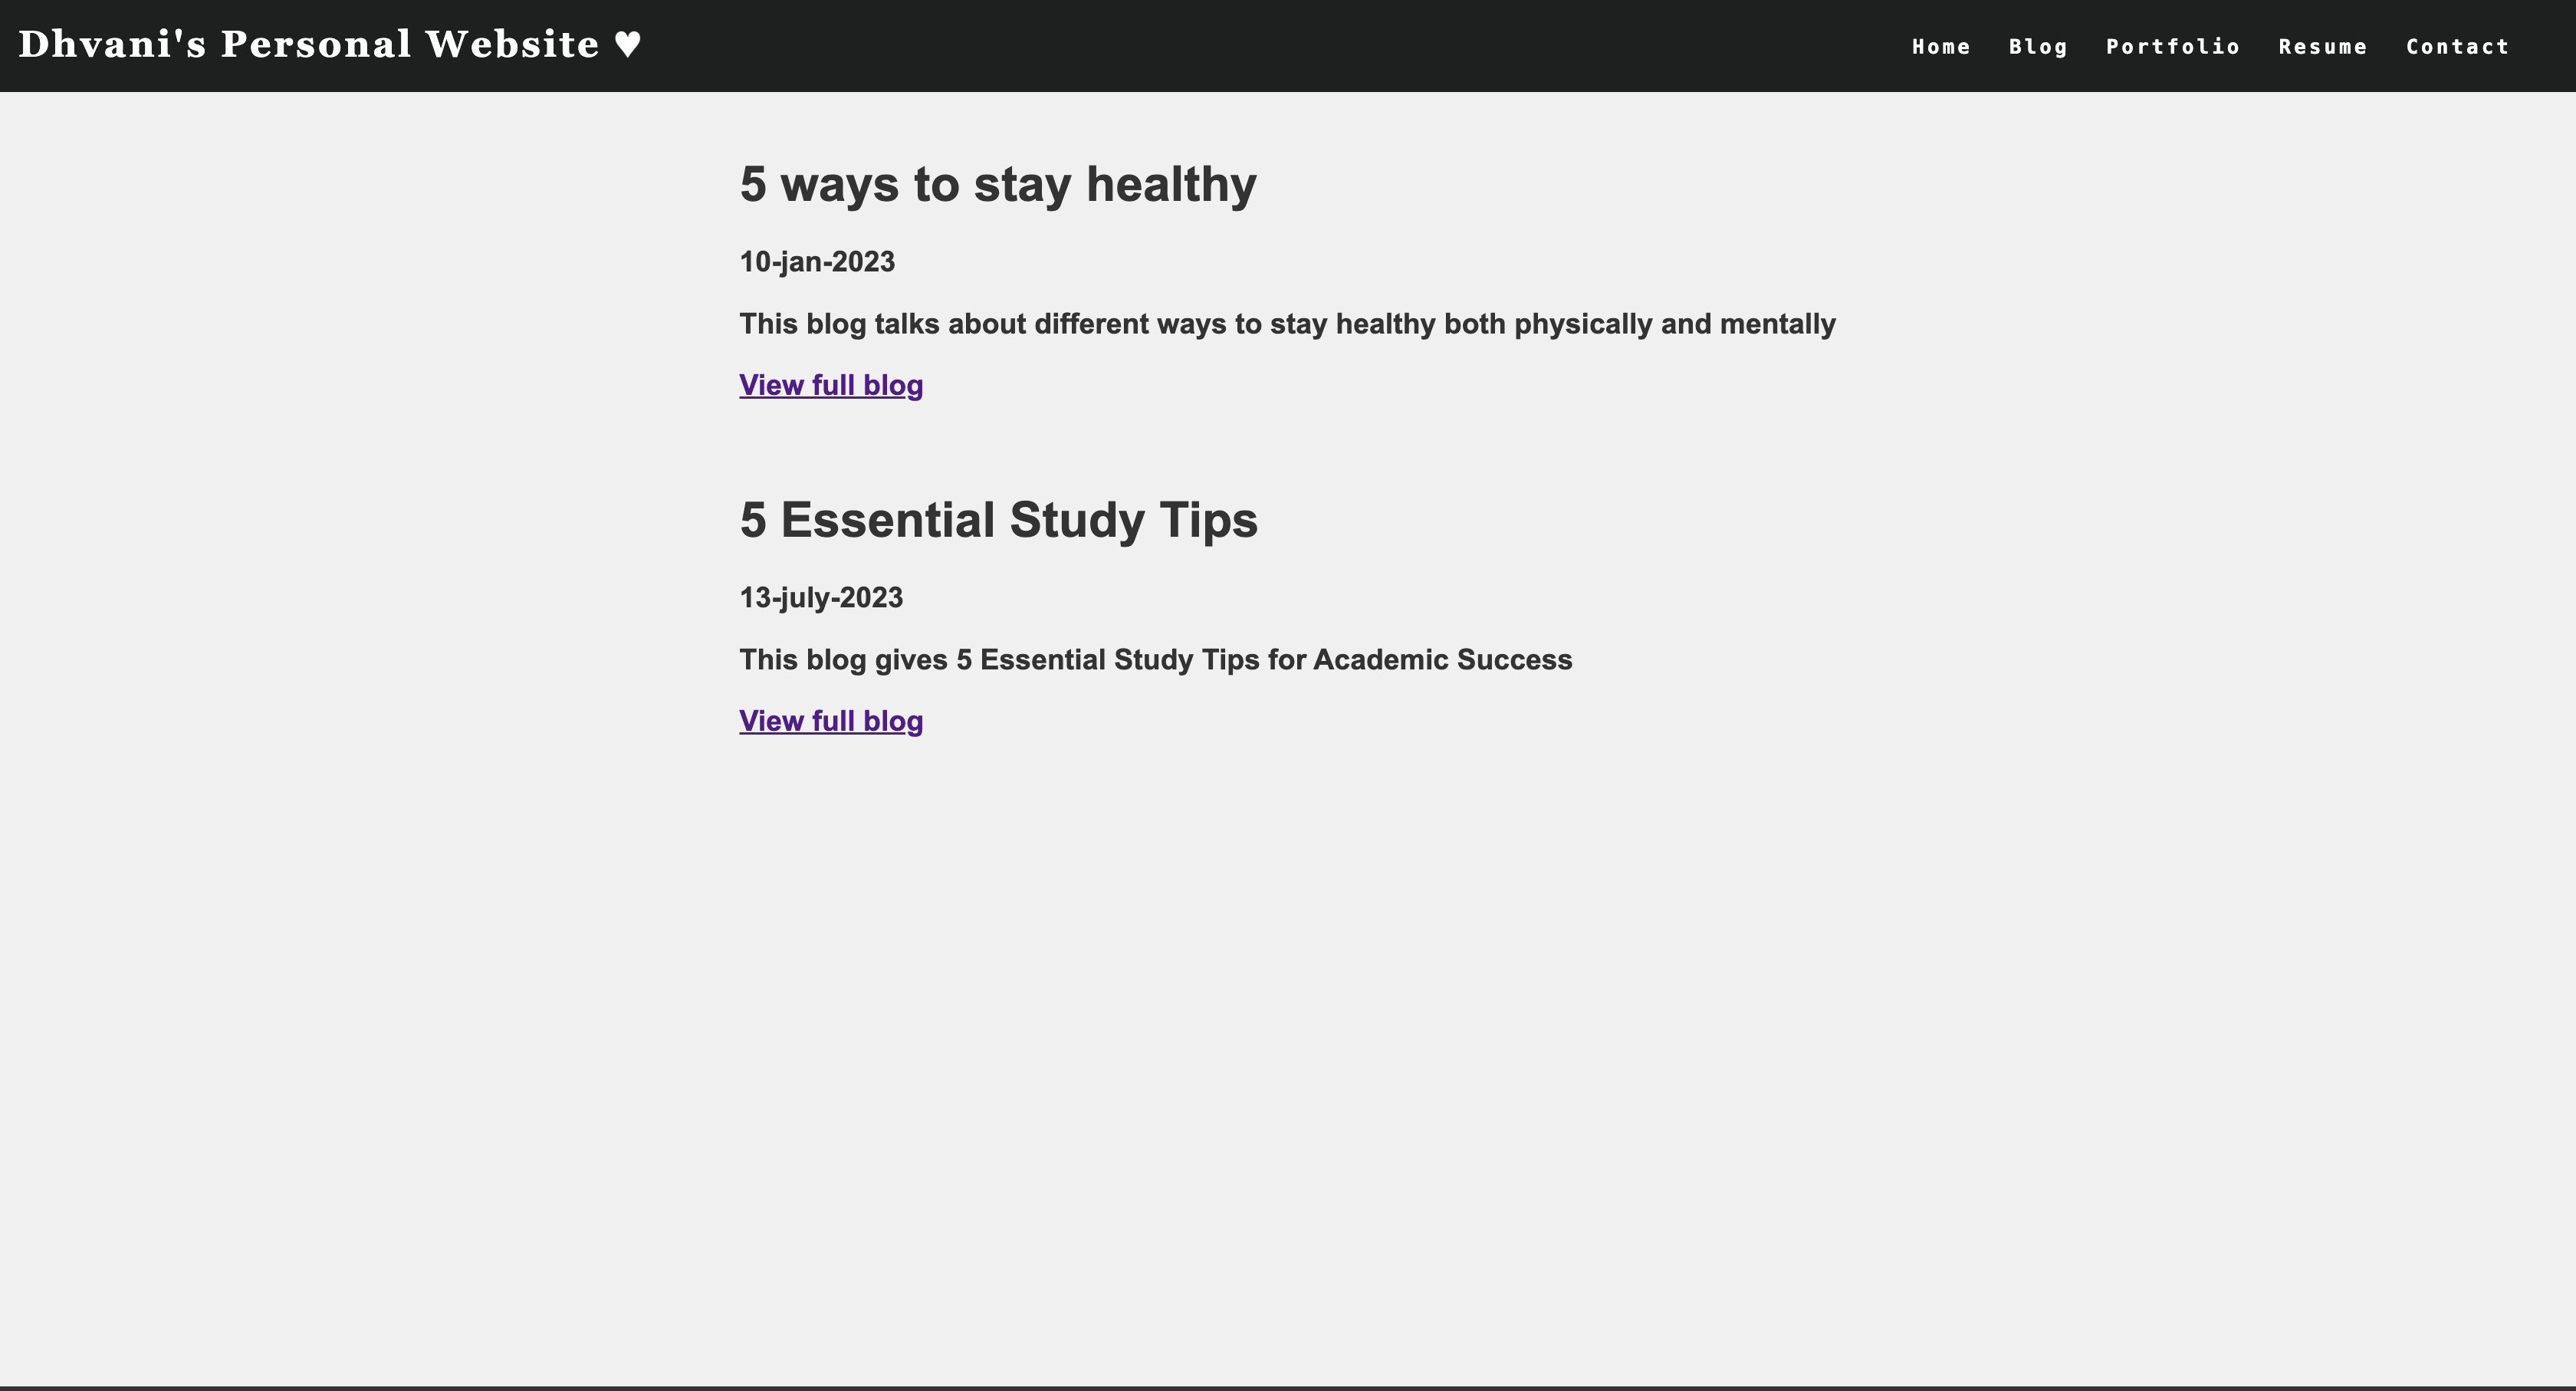 Dhvani's Personal Website ♥
Home Blog Portfolio Resume Contact
5 ways to stay healthy
10-jan-2023
This blog talks about different ways to stay healthy both physically and mentally
View full blog
5 Essential Study Tips
13-july-2023
This blog gives 5 Essential Study Tips for Academic Success
View full blog